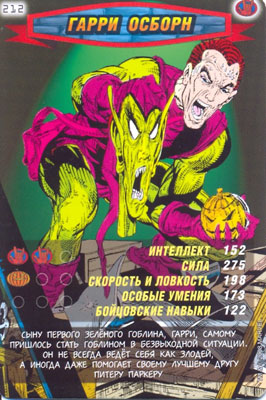 212
ГАРРИ ОСБОРН
ИНТЕЛЛЕКТ 152
СИЛА 275
СКОРОСТЬ И ЛОВКОСТЬ 198
ОСОБЫЕ УМЕНИЯ 173
БОЙЦОВСКИЕ НАВЫКИ 122
СЫНУ ПЕРВОГО ЗЕЛЁНОГО ГОБЛИНА, ГАРРИ, САМОМУ
ПРИШЛОСЬ СТАТЬ ГОБЛИНОМ В БЕЗВЫХОДНОЙ СИТУАЦИИ.
ОН НЕ ВСЕГДА ВЕДЁТ СЕБЯ КАК ЗЛОДЕЙ,
А ИНОГДА ДАЖЕ ПОМОГАЕТ СВОЕМУ ЛУЧШЕМУ ДРУГУ
ПИТЕРУ ПАРКЕРУ